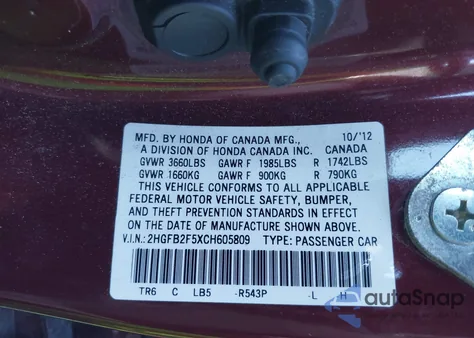 MFD. BY HONDA OF CANADA MFG., 10/'12
A DIVISION OF HONDA CANADA INC. CANADA
GVWR 3660LBS GAWR F 1985LBS R 1742LBS
GVWR 1660KG GAWR F 900KG R 790KG
THIS VEHICLE CONFORMS TO ALL APPLICABLE
FEDERAL MOTOR VEHICLE SAFETY, BUMPER,
AND THEFT PREVENTION STANDARDS IN EFFECT
ON THE DATE OF MANUFACTURE SHOWN ABOVE.
V.I.N.: 2HGFB2F5XCH605809 TYPE: PASSENGER CAR
TR6 C LB5 -R543P -L H
autoSnap